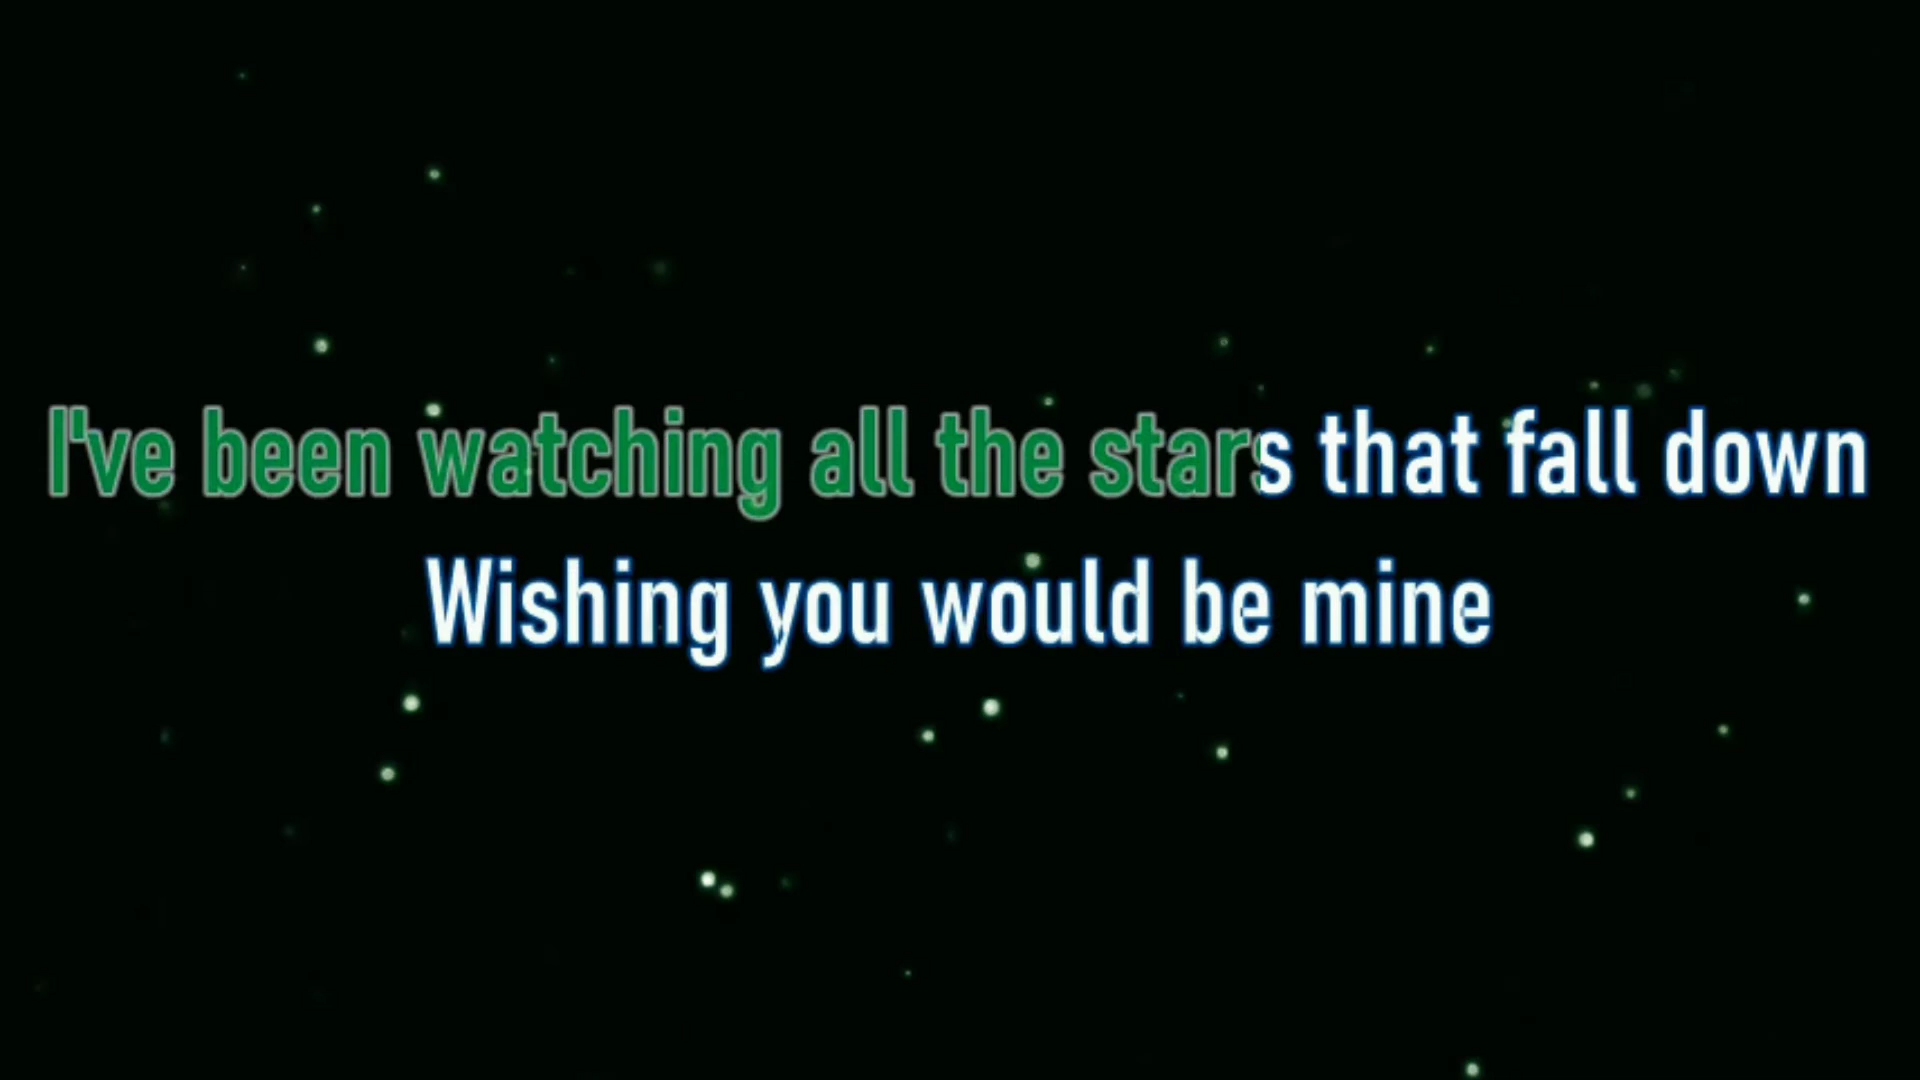 I've been watching all the stars that fall down
Wishing you would be mine